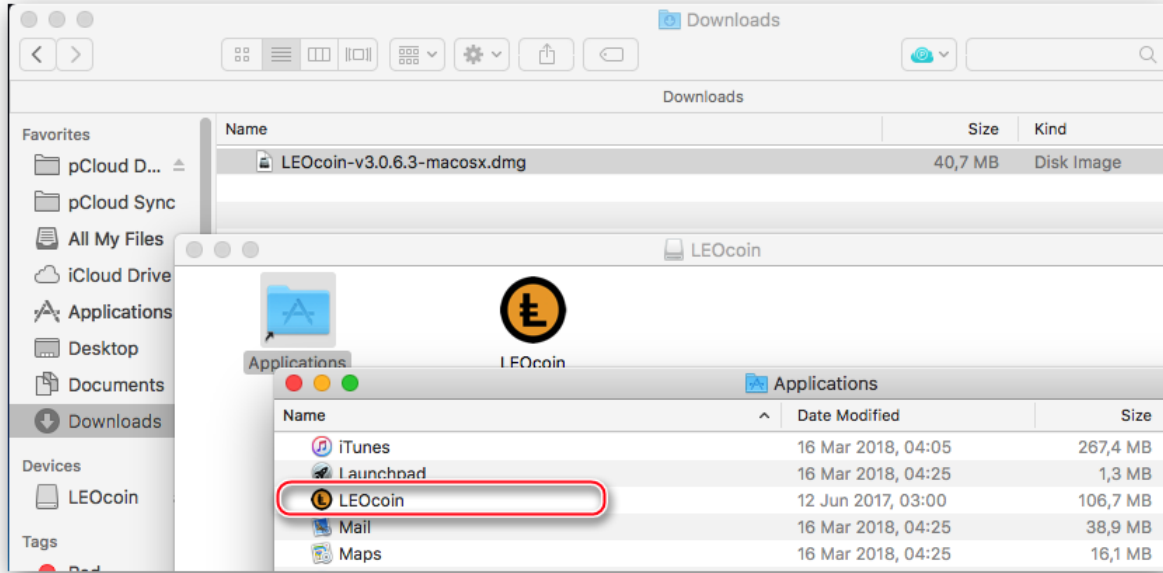 Downloads
Downloads
Favorites
Name Size Kind
pCloud D...
LEOcoin-v3.0.6.3-macosx.dmg 40,7 MB Disk Image
pCloud Sync
All My Files
LEOcoin
iCloud Drive
Applications
Desktop
Documents
Downloads
Applications LEOcoin
Applications
Name Date Modified Size
iTunes 16 Mar 2018, 04:05 267,4 MB
Launchpad 16 Mar 2018, 04:25 1,3 MB
LEOcoin 12 Jun 2017, 03:00 106,7 MB
Mail 16 Mar 2018, 04:25 38,9 MB
Maps 16 Mar 2018, 04:25 16,1 MB
Devices
LEOcoin
Tags
Red